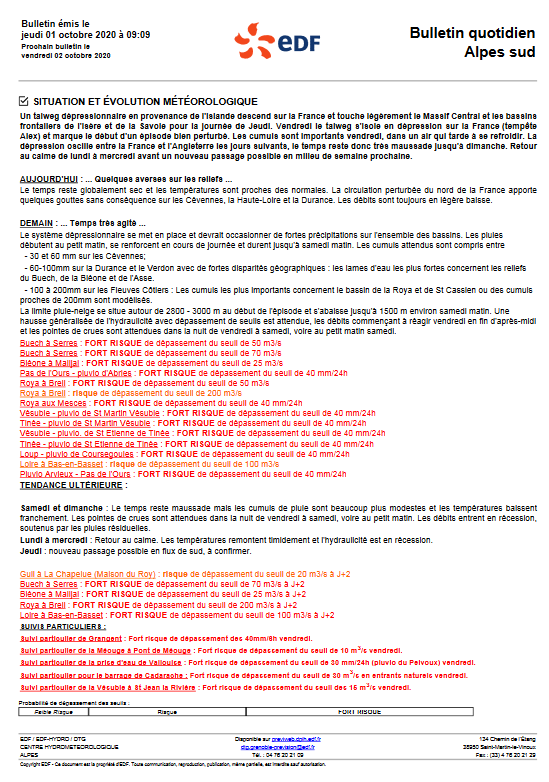 Bulletin émis le
jeudi 01 octobre 2020 à 09:09
Prochain bulletin le
vendredi 02 octobre 2020
eDF
Bulletin quotidien
Alpes sud
SITUATION ET ÉVOLUTION MÉTÉOROLOGIQUE
Un talweg dépressionnaire en provenance de l'Islande descend sur la France et touche légèrement le Massif Central et les bassins
frontaliers de l'Isère et de la Savoie pour la journée de Jeudi. Vendredi le talweg s'isole en dépression sur la France (tempête
Alex) et marque le début d'un épisode bien perturbé. Les cumuls sont importants vendredi, dans un air qui tarde à se refroidir. La
dépression oscille entre la France et l'Angleterre les jours suivants, le temps reste donc très maussade jusqu'à dimanche. Retour
au calme de lundi à mercredi avant un nouveau passage possible en milieu de semaine prochaine.
AUJOURD'HUI : ... Quelques averses sur les reliefs ...
Le temps reste globalement sec et les températures sont proches des normales. La circulation perturbée du nord de la France apporte
quelques gouttes sans conséquence sur les Cévennes, la Haute-Loire et la Durance. Les débits sont toujours en légère baisse.
DEMAIN : ... Temps très agité ...
Le système dépressionnaire se met en place et devrait occasionner de fortes précipitations sur l'ensemble des bassins. Les pluies
débutent au petit matin, se renforcent en cours de journée et durent jusqu'à samedi matin. Les cumuls attendus sont compris entre
- 30 et 60 mm sur les Cévennes;
- 60-100mm sur la Durance et le Verdon avec de fortes disparités géographiques : les lames d'eau les plus fortes concernent les reliefs
du Buech, de la Bléone et de l'Asse.
- 100 à 200mm sur les Fleuves Côtiers : Les cumuls les plus importants concernent le bassin de la Roya et de St Cassien ou des cumuls
proches de 200mm sont modélisés.
La limite pluie-neige se situe autour de 2800 - 3000 m au début de l'épisode et s'abaisse jusqu'à 1500 m environ samedi matin. Une
hausse généralisée de l'hydraulicité avec dépassement de seuils est attendue, les débits commençant à réagir vendredi en fin d'après-midi
et les pointes de crues sont attendues dans la nuit de vendredi à samedi, voire au petit matin samedi.
Buech à Serres : FORT RISQUE de dépassement du seuil de 50 m3/s
Buech à Serres : FORT RISQUE de dépassement du seuil de 70 m3/s
Bléone à Malijai : FORT RISQUE de dépassement du seuil de 25 m3/s
Pas de l'Ours - pluvio d'Abries : FORT RISQUE de dépassement du seuil de 40 mm/24h
Roya à Breil : FORT RISQUE de dépassement du seuil de 50 m3/s
Roya à Breil : risque de dépassement du seuil de 200 m3/s
Roya aux Mesces : FORT RISQUE de dépassement du seuil de 40 mm/24h
Vésubie - pluvio de St Martin Vésubie : FORT RISQUE de dépassement du seuil de 40 mm/24h
Tinée - pluvio de St Martin Vésubie : FORT RISQUE de dépassement du seuil de 40 mm/24h
Vésubie - pluvio. de St Etienne de Tinée : FORT RISQUE de dépassement du seuil de 40 mm/24h
Tinée - pluvio de St Etienne de Tinée : FORT RISQUE de dépassement du seuil de 40 mm/24h
Loup - pluvio de Coursegoules : FORT RISQUE de dépassement du seuil de 40 mm/24h
Loire à Bas-en-Basset : risque de dépassement du seuil de 100 m3/s
Pluvio Arvieux - Pas de l'Ours : FORT RISQUE de dépassement du seuil de 40 mm/24h
TENDANCE ULTÉRIEURE :
Samedi et dimanche : Le temps reste maussade mais les cumuls de pluie sont beaucoup plus modestes et les températures baissent
franchement. Les pointes de crues sont attendues dans la nuit de vendredi à samedi, voire au petit matin. Les débits entrent en récession,
soutenus par les pluies résiduelles.
Lundi à mercredi : Retour au calme. Les températures remontent timidement et l'hydraulicité est en récession.
Jeudi : nouveau passage possible en flux de sud, à confirmer.
Guil à La Chapelue (Maison du Roy) : risque de dépassement du seuil de 20 m3/s à J+2
Buech à Serres : FORT RISQUE de dépassement du seuil de 70 m3/s à J+2
Bléone à Malijai : FORT RISQUE de dépassement du seuil de 25 m3/s à J+2
Roya à Breil : FORT RISQUE de dépassement du seuil de 200 m3/s à J+2
Loire à Bas-en-Basset : FORT RISQUE de dépassement du seuil de 100 m3/s à J+2
SUIVIS PARTICULIERS :
Suivi particulier de Grangent : Fort risque de dépassement des 40mm/6h vendredi.
Suivi particulier de la Méouge à Pont de Méouge : Fort risque de dépassement du seuil de 10 m3/s vendredi.
Suivi particulier de la prise d'eau de Vallouise : Fort risque de dépassement du seuil de 30 mm/24h (pluvio du Pelvoux) vendredi.
Suivi particulier pour le barrage de Cadarache : Fort risque de dépassement du seuil de 80 m3/s en entrants naturels vendredi.
Suivi particulier de la Vésubie à St Jean la Rivière : Fort risque de dépassement du seuil des 15 m3/s vendredi.
Probabilité de dépassement des seuils :
Faible Risque Risque FORT RISQUE
EDF / EDF-HYDRO / DTG
CENTRE HYDROMETEOROLOGIQUE
ALPES
Disponible sur previweb.dpih.edf.fr
dtg.grenoble-prevision@edf.fr
Tél. : 04 76 20 21 09
134 Chemin de l'Étang
38950 Saint-Martin-le-Vinoux
Fax : (33) 4 76 20 21 29
Copyright EDF - Ce document est la propriété d'EDF. Toute communication, reproduction, publication, même partielle, est interdite sauf autorisation.